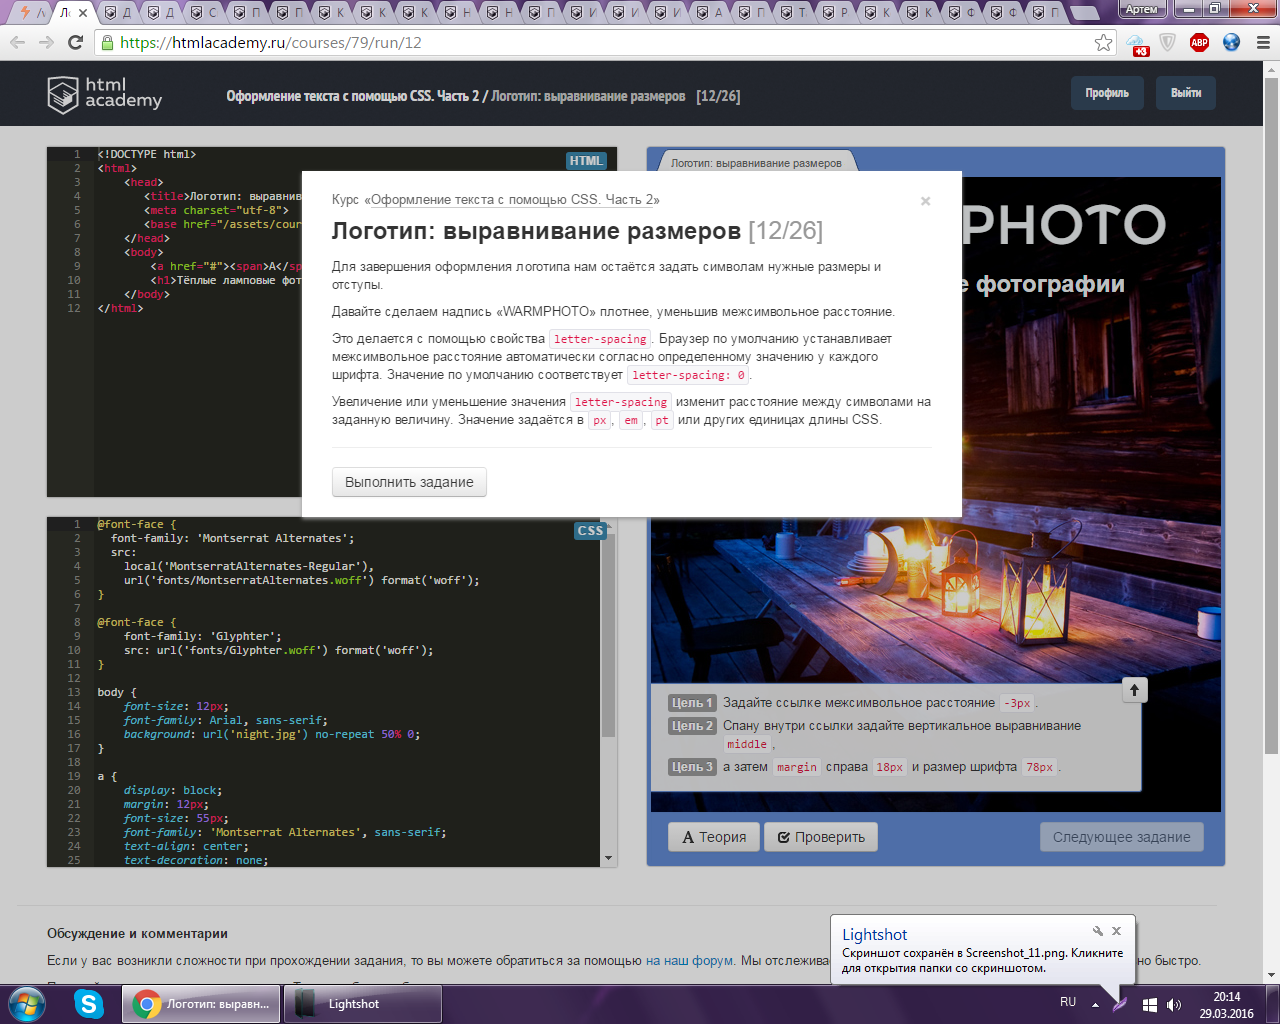 Артем
https://htmlacademy.ru/courses/79/run/12
+3
ABP
html
academy
Оформление текста с помощью CSS. Часть 2 / Логотип: выравнивание размеров [12/26]
Профиль
Выйти
HTML
1 <!DOCTYPE html>
2 <html>
3 <head>
4 <title>Логотип: выравнив
5 <meta charset="utf-8">
6 <base href="/assets/cour
7 </head>
8 <body>
9 <a href="#"><span>A</sp
10 <h1>Тёплые ламповые фот
11 </body>
12 </html>
Логотип: выравнивание размеров
PHOTO
е фотографии
Курс «Оформление текста с помощью CSS. Часть 2»
×
Логотип: выравнивание размеров [12/26]
Для завершения оформления логотипа нам остаётся задать символам нужные размеры и
отступы.
Давайте сделаем надпись «WARMPHOTO» плотнее, уменьшив межсимвольное расстояние.
Это делается с помощью свойства letter-spacing. Браузер по умолчанию устанавливает
межсимвольное расстояние автоматически согласно определенному значению у каждого
шрифта. Значение по умолчанию соответствует letter-spacing: 0.
Увеличение или уменьшение значения letter-spacing изменит расстояние между символами на
заданную величину. Значение задаётся в px, em, pt или других единицах длины CSS.
Выполнить задание
CSS
1 @font-face {
2 font-family: 'Montserrat Alternates';
3 src:
4 local('MontserratAlternates-Regular'),
5 url('fonts/MontserratAlternates.woff') format('woff');
6 }
7
8 @font-face {
9 font-family: 'Glyphter';
10 src: url('fonts/Glyphter.woff') format('woff');
11 }
12
13 body {
14 font-size: 12px;
15 font-family: Arial, sans-serif;
16 background: url('night.jpg') no-repeat 50% 0;
17 }
18
19 a {
20 display: block;
21 margin: 12px;
22 font-size: 55px;
23 font-family: 'Montserrat Alternates', sans-serif;
24 text-align: center;
25 text-decoration: none;
Цель 1 Задайте ссылке межсимвольное расстояние -3px.
Цель 2 Спану внутри ссылки задайте вертикальное выравнивание
middle,
Цель 3 а затем margin справа 18px и размер шрифта 78px.
Теория
Проверить
Следующее задание
Обсуждение и комментарии
Если у вас возникли сложности при прохождении задания, то вы можете обратиться за помощью на наш форум. Мы отслежива
но быстро.
Lightshot
Скриншот сохранён в Screenshot_11.png. Кликните
для открытия папки со скриншотом.
Логотип: выравн...
Lightshot
RU
20:14
29.03.2016